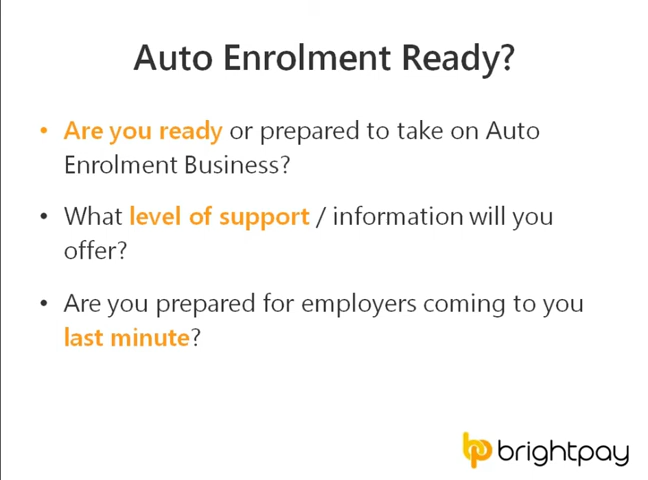 Auto Enrolment Ready?
• Are you ready or prepared to take on Auto
Enrolment Business?
• What level of support / information will you
offer?
• Are you prepared for employers coming to you
last minute?
bp brightpay